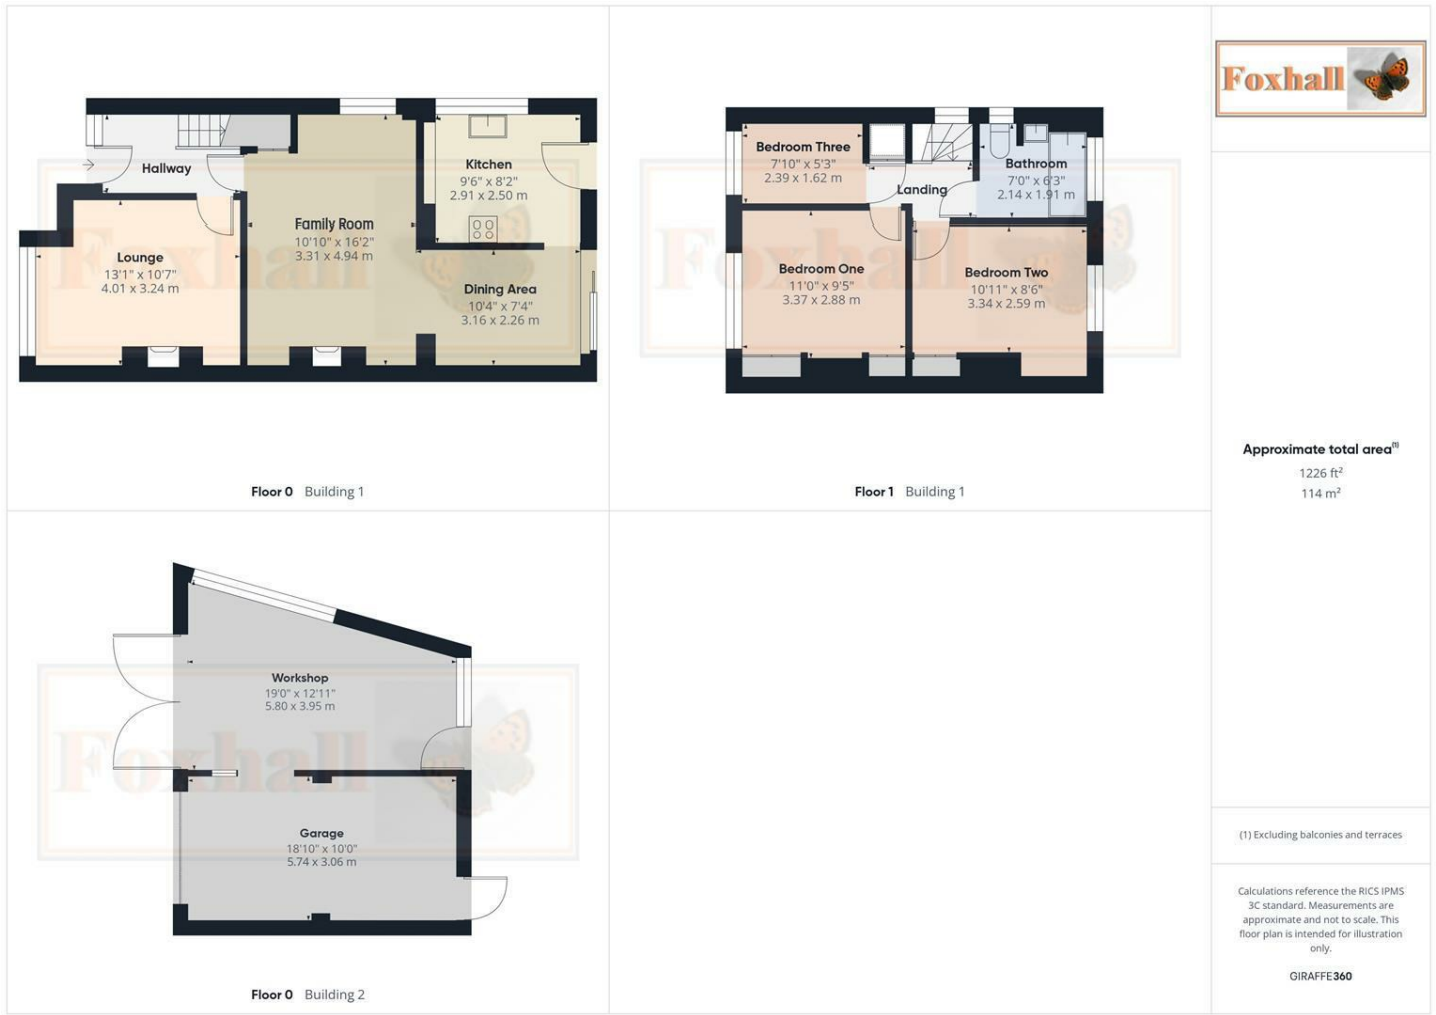 Hallway
Kitchen
9'6" x 8'2"
2.91 x 2.50 m
Family Room
10'10" x 16'2"
3.31 x 4.94 m
Lounge
13'1" x 10'7"
4.01 x 3.24 m
Dining Area
10'4" x 7'4"
3.16 x 2.26 m
Foxhall
Floor 0 Building 1
Bedroom Three
7'10" x 5'3"
2.39 x 1.62 m
Landing
Bathroom
7'0" x 6'3"
2.14 x 1.91 m
Bedroom One
11'0" x 9'5"
3.37 x 2.88 m
Bedroom Two
10'11" x 8'6"
3.34 x 2.59 m
Foxhall
Floor 1 Building 1
Workshop
19'0" x 12'11"
5.80 x 3.95 m
Foxhall
Garage
18'10" x 10'0"
5.74 x 3.06 m
Floor 0 Building 2
Foxhall
Approximate total area(1)
1226 ft²
114 m²
(1) Excluding balconies and terraces
Calculations reference the RICS IPMS
3C standard. Measurements are
approximate and not to scale. This
floor plan is intended for illustration
only.
GIRAFFE360